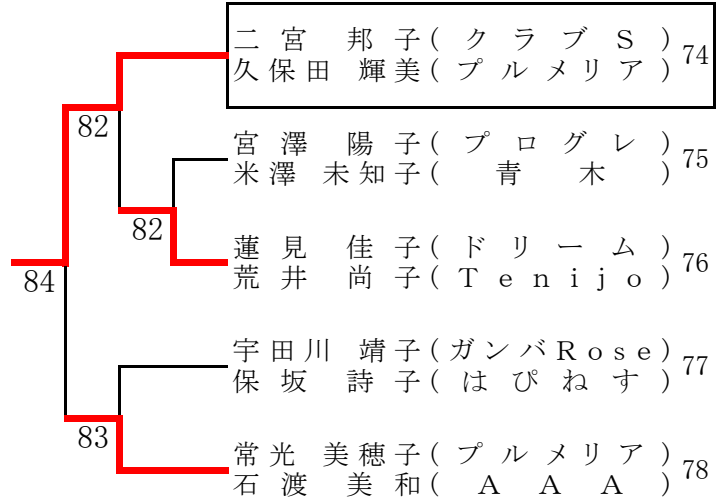 二宮 邦子(クラブS) 74
久保田 輝美(プルメリア)
82
宮澤 陽子(プログレ) 75
米澤 未知子(青木)
82
蓮見 佳子(ドリーム) 76
荒井 尚子(Tenijo)
84
宇田川 靖子(ガンバRose) 77
保坂 詩子(はぴねす)
83
常光 美穂子(プルメリア) 78
石渡 美和(AAA)